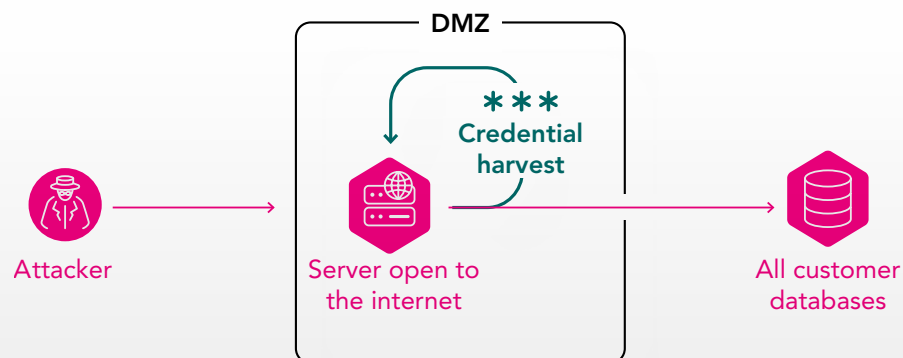 DMZ
***
Credential
harvest
Attacker
Server open to
the internet
All customer
databases